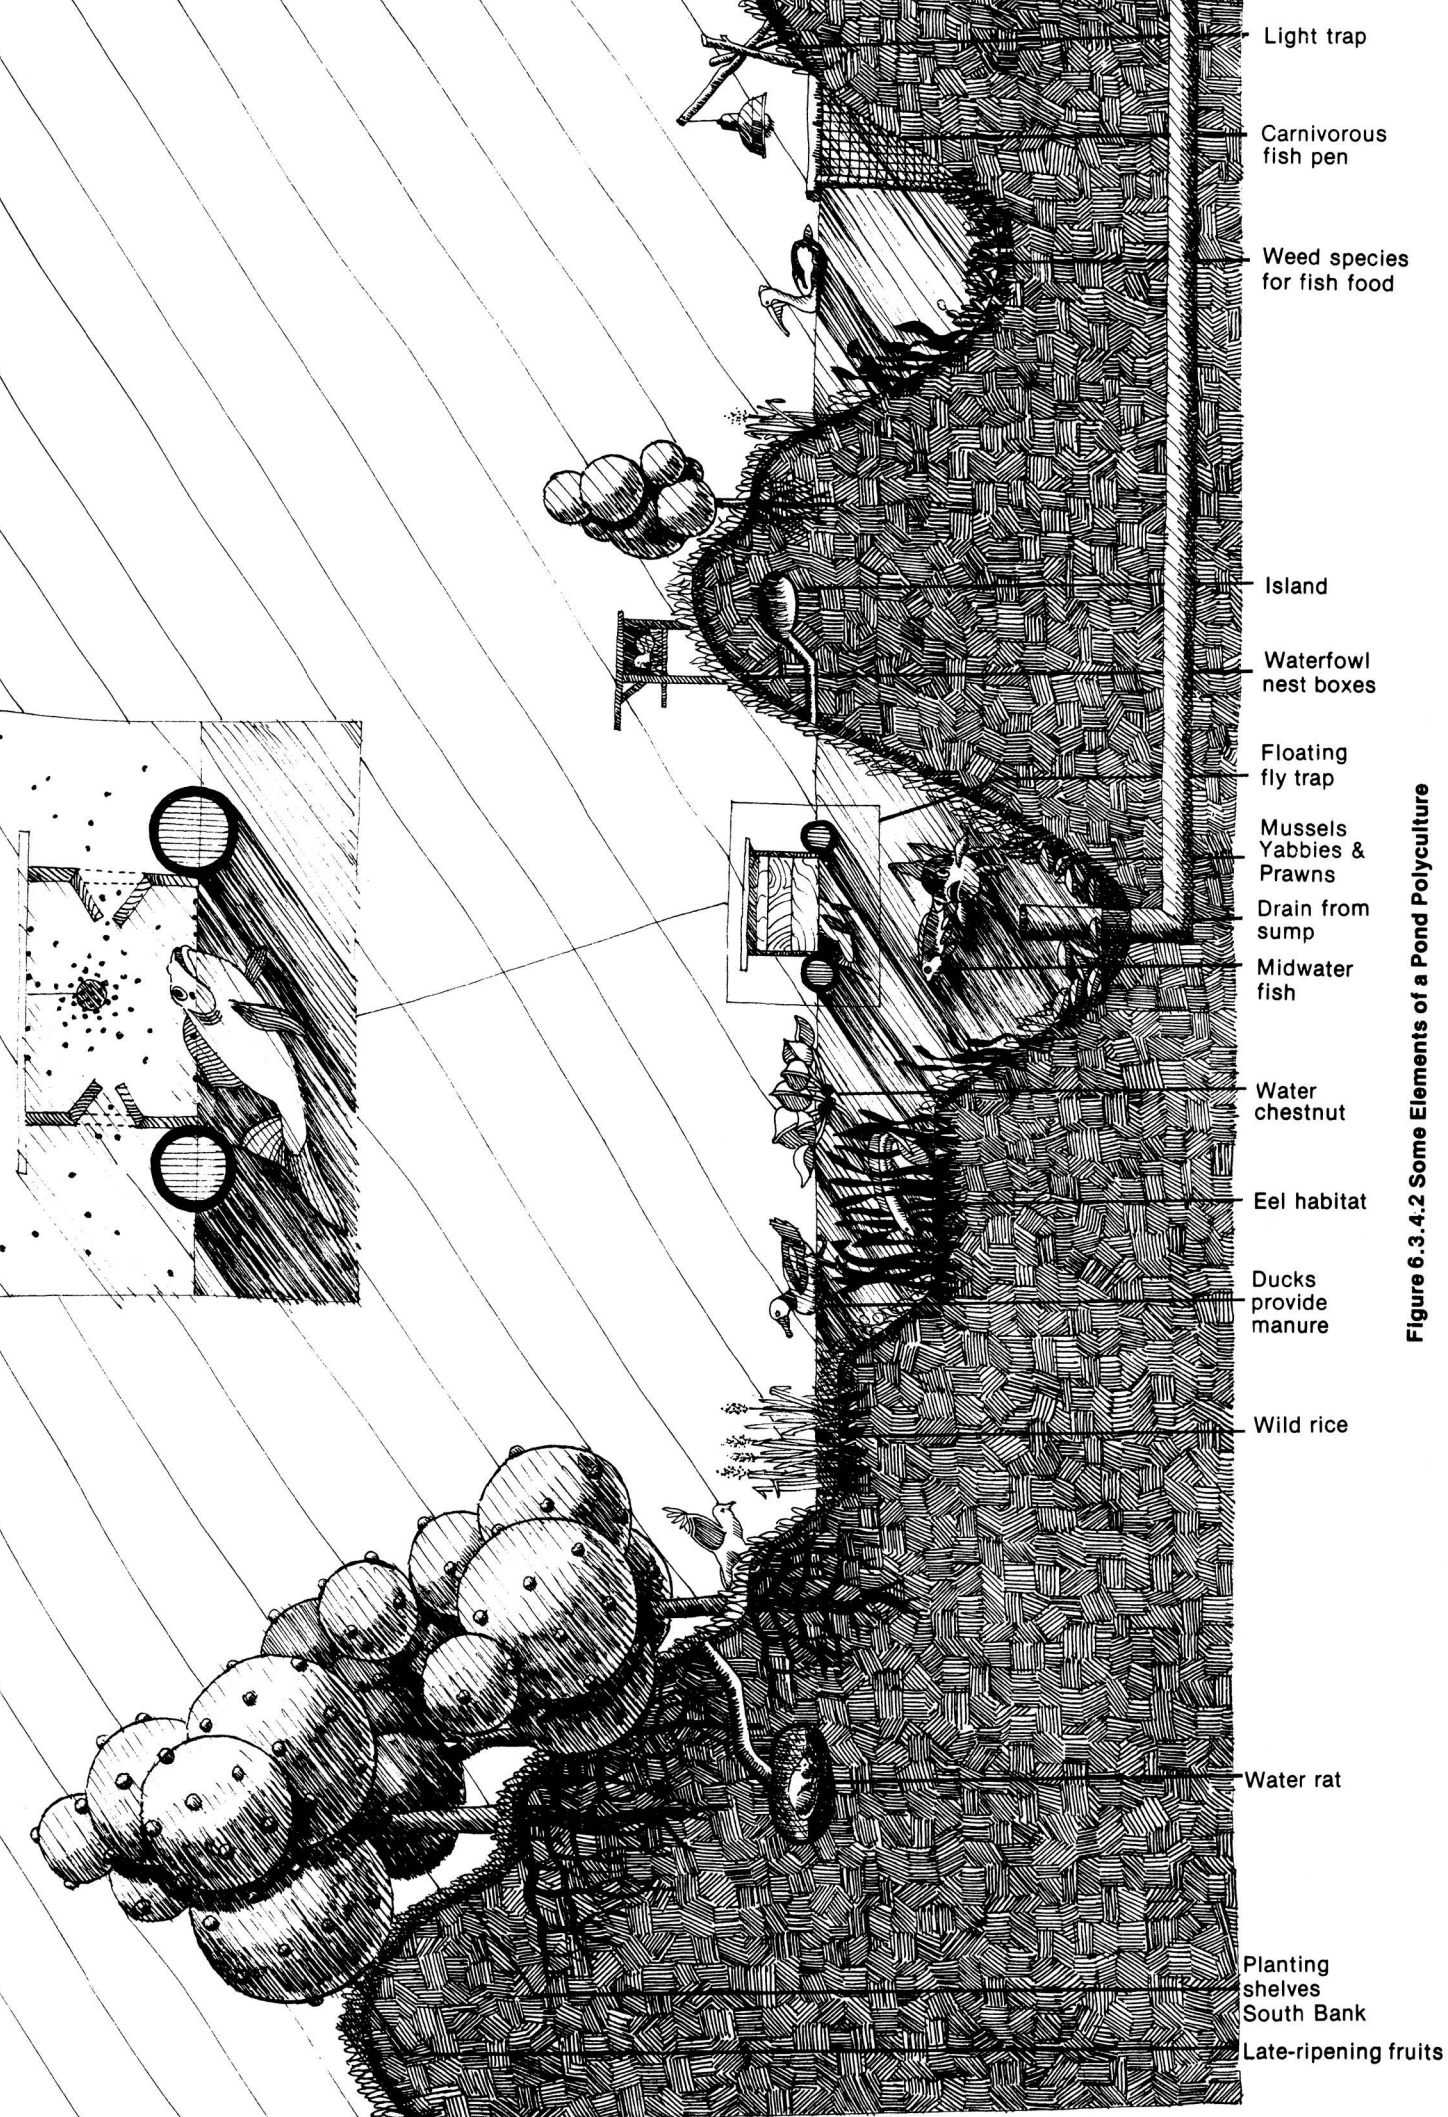 Light trap
Carnivorous
fish pen
Weed species
for fish food
Island
Waterfowl
nest boxes
Floating
fly trap
Mussels
Yabbies &
Prawns
Drain from
sump
Midwater
fish
Water
chestnut
Eel habitat
Ducks
provide
manure
Wild rice
Water rat
Planting
shelves
South Bank
Late-ripening fruits
Figure 6.3.4.2 Some Elements of a Pond Polyculture